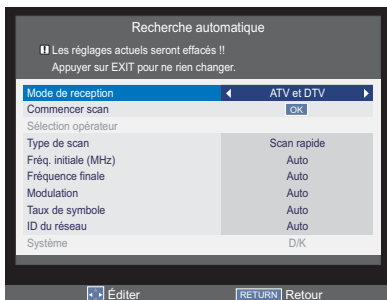 Recherche automatique
!! Les réglages actuels seront effacés !!
Appuyer sur EXIT pour ne rien changer.
Mode de reception ATV et DTV
Commencer scan OK
Sélection opérateur
Type de scan Scan rapide
Fréq. initiale (MHz) Auto
Fréquence finale Auto
Modulation Auto
Taux de symbole Auto
ID du réseau Auto
Système D/K
Éditer RETURN Retour